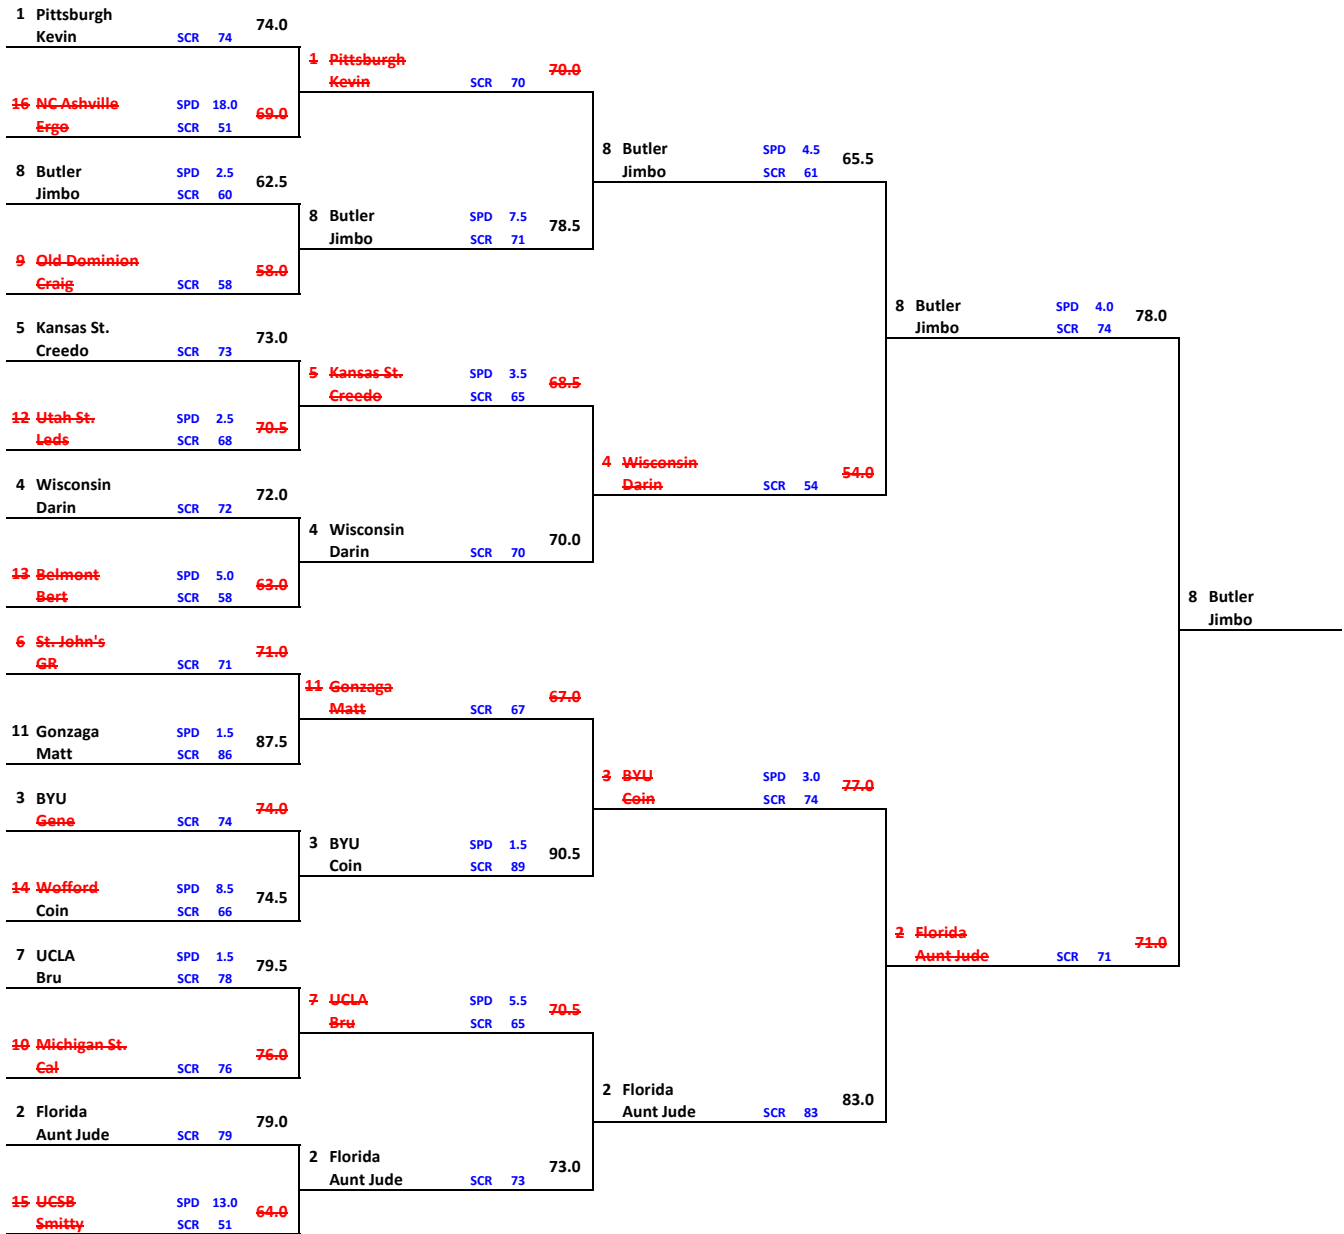 1 Pittsburgh 74.0
Kevin SCR 74
16 NC Ashville SPD 18.0 69.0
Ergo SCR 51
8 Butler SPD 2.5 62.5
Jimbo SCR 60
9 Old Dominion 58.0
Craig SCR 58
5 Kansas St. 73.0
Creedo SCR 73
12 Utah St. SPD 2.5 70.5
Leds SCR 68
4 Wisconsin 72.0
Darin SCR 72
13 Belmont SPD 5.0 63.0
Bert SCR 58
6 St. John's 71.0
GR SCR 71
11 Gonzaga SPD 1.5 87.5
Matt SCR 86
3 BYU 74.0
Gene SCR 74
14 Wofford SPD 8.5 74.5
Coin SCR 66
7 UCLA SPD 1.5 79.5
Bru SCR 78
10 Michigan St. 76.0
Cal SCR 76
2 Florida 79.0
Aunt Jude SCR 79
15 UCSB SPD 13.0 64.0
Smitty SCR 51
1 Pittsburgh 70.0
Kevin SCR 70
8 Butler SPD 7.5 78.5
Jimbo SCR 71
5 Kansas St. SPD 3.5 68.5
Creedo SCR 65
4 Wisconsin 70.0
Darin SCR 70
11 Gonzaga 67.0
Matt SCR 67
3 BYU SPD 1.5 90.5
Coin SCR 89
7 UCLA SPD 5.5 70.5
Bru SCR 65
2 Florida 73.0
Aunt Jude SCR 73
8 Butler SPD 4.5 65.5
Jimbo SCR 61
4 Wisconsin 54.0
Darin SCR 54
3 BYU SPD 3.0 77.0
Coin SCR 74
2 Florida 83.0
Aunt Jude SCR 83
8 Butler SPD 4.0 78.0
Jimbo SCR 74
2 Florida 71.0
Aunt Jude SCR 71
8 Butler
Jimbo